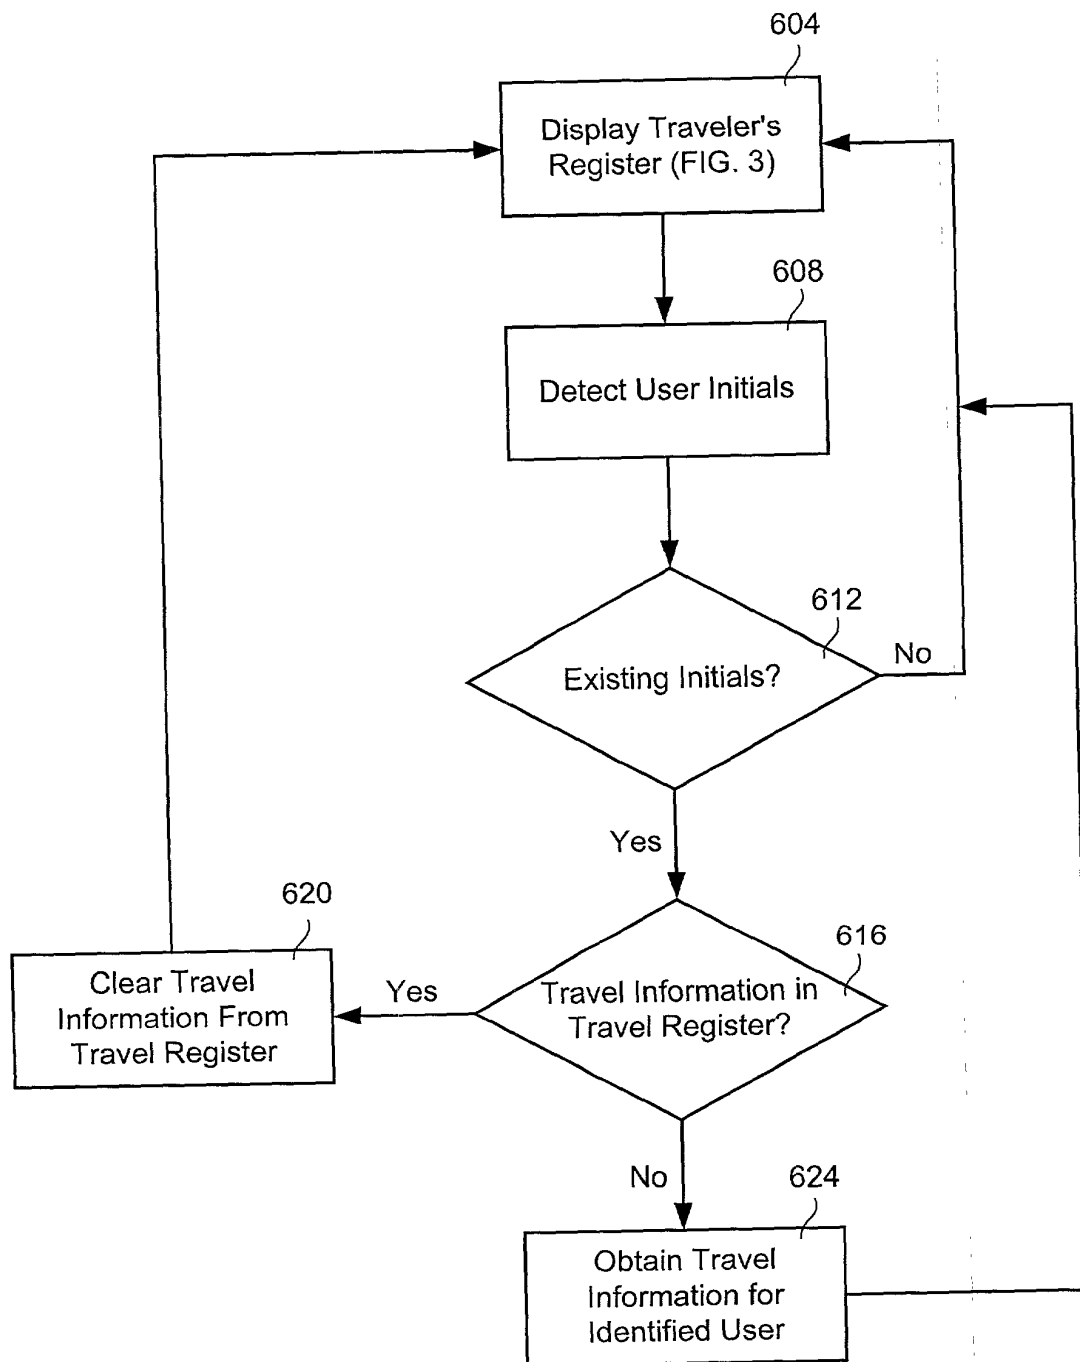 604
Display Traveler's
Register (FIG. 3)
608
Detect User Initials
612
Existing Initials?
No
Yes
616
Travel Information in
Travel Register?
Yes
620
Clear Travel
Information From
Travel Register
No
624
Obtain Travel
Information for
Identified User